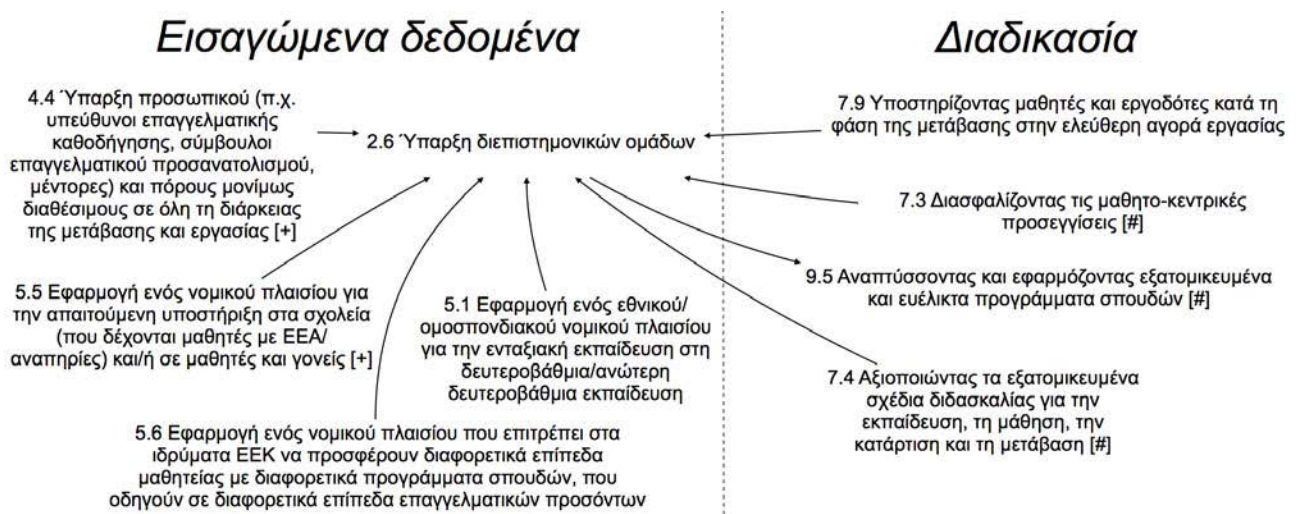 Εισαγώμενα δεδομένα
Διαδικασία
4.4 Ύπαρξη προσωπικού (π.χ.
υπεύθυνοι επαγγελματικής
καθοδήγησης, σύμβουλοι
επαγγελματικού προσανατολισμού,
μέντορες) και πόρους μονίμως
διαθέσιμους σε όλη τη διάρκειας
της μετάβασης και εργασίας [+]
2.6 Ύπαρξη διεπιστημονικών ομάδων
7.9 Υποστηρίζοντας μαθητές και εργοδότες κατά τη
φάση της μετάβασης στην ελεύθερη αγορά εργασίας
7.3 Διασφαλίζοντας τις μαθητο-κεντρικές
προσεγγίσεις [#]
5.5 Εφαρμογή ενός νομικού πλαισίου για
την απαιτούμενη υποστήριξη στα σχολεία
(που δέχονται μαθητές με ΕΕΑ/
αναπηρίες) και/ή σε μαθητές και γονείς [+]
5.1 Εφαρμογή ενός εθνικού/
ομοσπονδιακού νομικού πλαισίου
για την ενταξιακή εκπαίδευση στη
δευτεροβάθμια/ανώτερη
δευτεροβάθμια εκπαίδευση
9.5 Αναπτύσσοντας και εφαρμόζοντας εξατομικευμένα
και ευέλικτα προγράμματα σπουδών [#]
7.4 Αξιοποιώντας τα εξατομικευμένα
σχέδια διδασκαλίας για την
εκπαίδευση, τη μάθηση, την
κατάρτιση και τη μετάβαση [#]
5.6 Εφαρμογή ενός νομικού πλαισίου που επιτρέπει στα
ιδρύματα ΕΕΚ να προσφέρουν διαφορετικά επίπεδα
μαθητείας με διαφορετικά προγράμματα σπουδών, που
οδηγούν σε διαφορετικά επίπεδα επαγγελματικών προσόντων